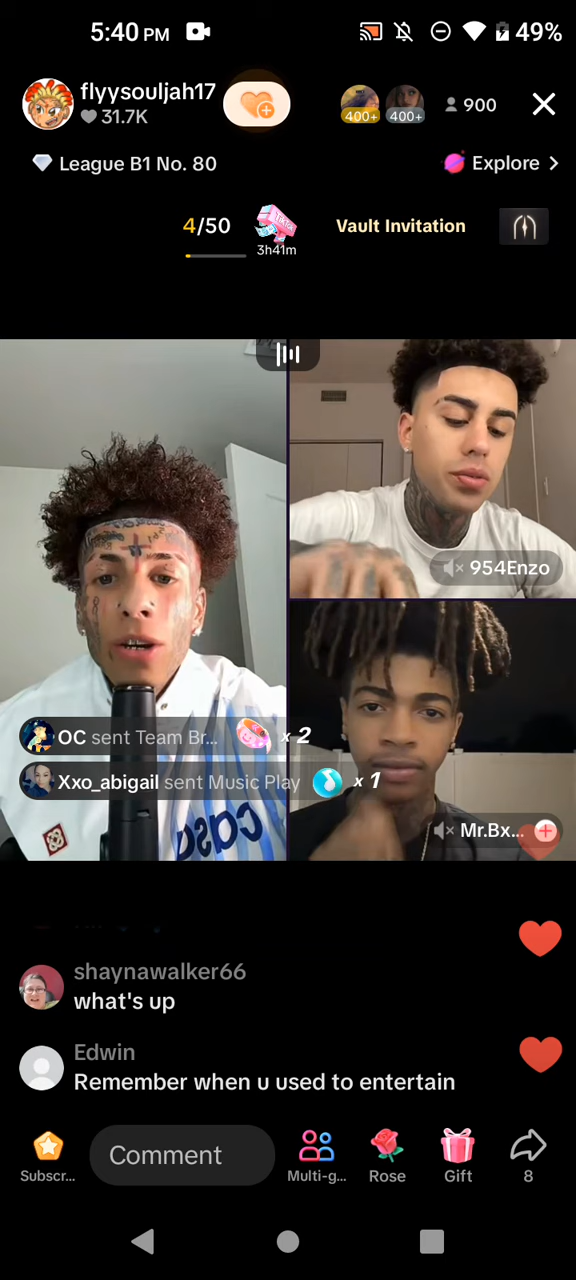 5:40 PM
49%
flyysouljah17
31.7K
400+
400+
900
League B1 No. 80
Explore >
4/50
TikTok
3h41m
Vault Invitation
954Enzo
OC sent Team Br... x 2
Xxo_abigail sent Music Play x 1
casa
Mr.Bx...
shaynawalker66
what's up
Edwin
Remember when u used to entertain
Subscr...
Comment
Multi-g...
Rose
Gift
8